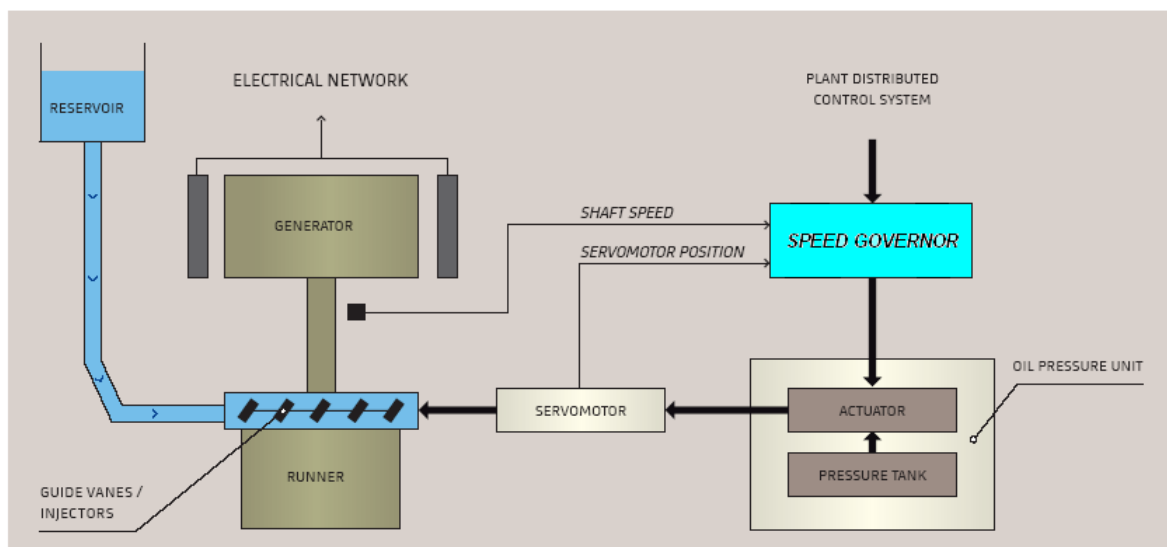 RESERVOIR
ELECTRICAL NETWORK
PLANT DISTRIBUTED
CONTROL SYSTEM
GENERATOR
SHAFT SPEED
SERVOMOTOR POSITION
SPEED GOVERNOR
OIL PRESSURE UNIT
SERVOMOTOR
ACTUATOR
PRESSURE TANK
RUNNER
GUIDE VANES /
INJECTORS